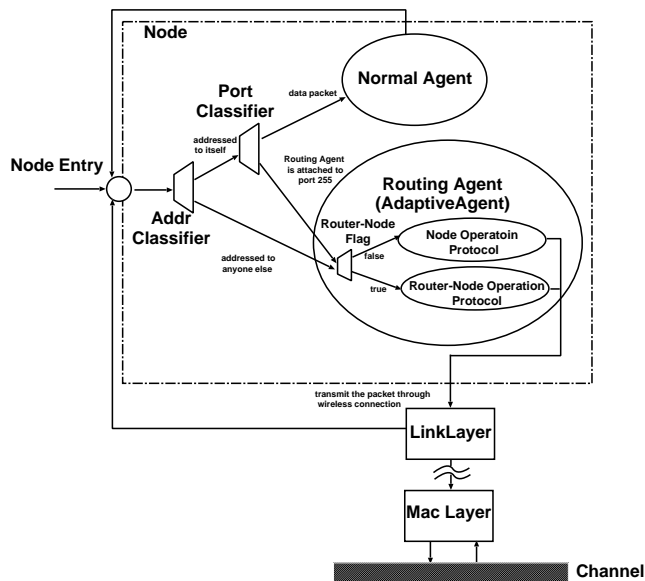 Node
Normal Agent
Port
Classifier
data packet
addressed
to itself
Node Entry
Routing Agent
is attached to
port 255
Routing Agent
(AdaptiveAgent)
Addr
Classifier
Router-Node
Flag
Node Operatoin
Protocol
false
addressed to
anyone else
true
Router-Node Operation
Protocol
transmit the packet through
wireless connection
LinkLayer
Mac Layer
Channel